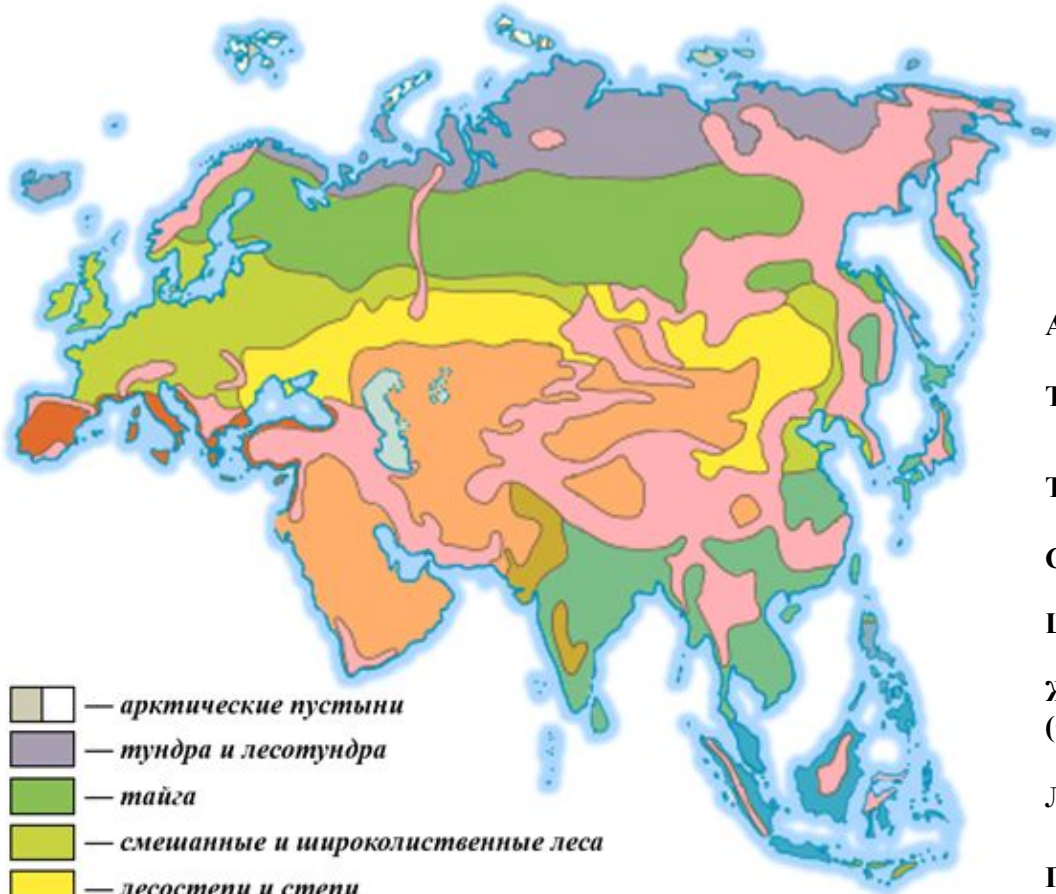 А
Т
Т
С
(
— арктические пустыни
— тундра и лесотундра
— тайга
— смешанные и широколиственные леса
— лесостепи и степи